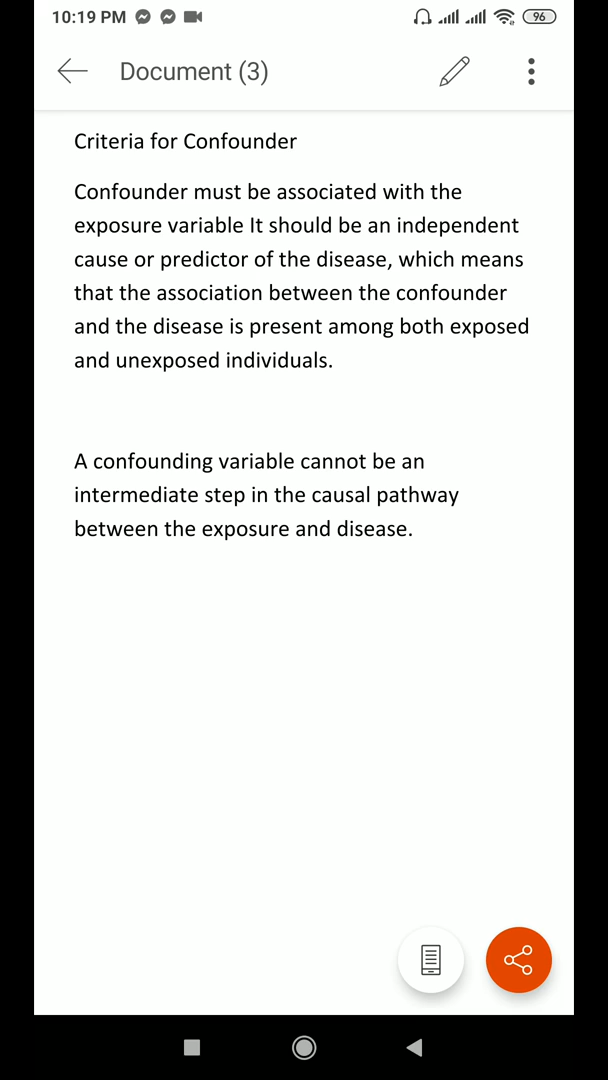 10:19 PM
96
Document (3)
Criteria for Confounder
Confounder must be associated with the
exposure variable It should be an independent
cause or predictor of the disease, which means
that the association between the confounder
and the disease is present among both exposed
and unexposed individuals.
A confounding variable cannot be an
intermediate step in the causal pathway
between the exposure and disease.